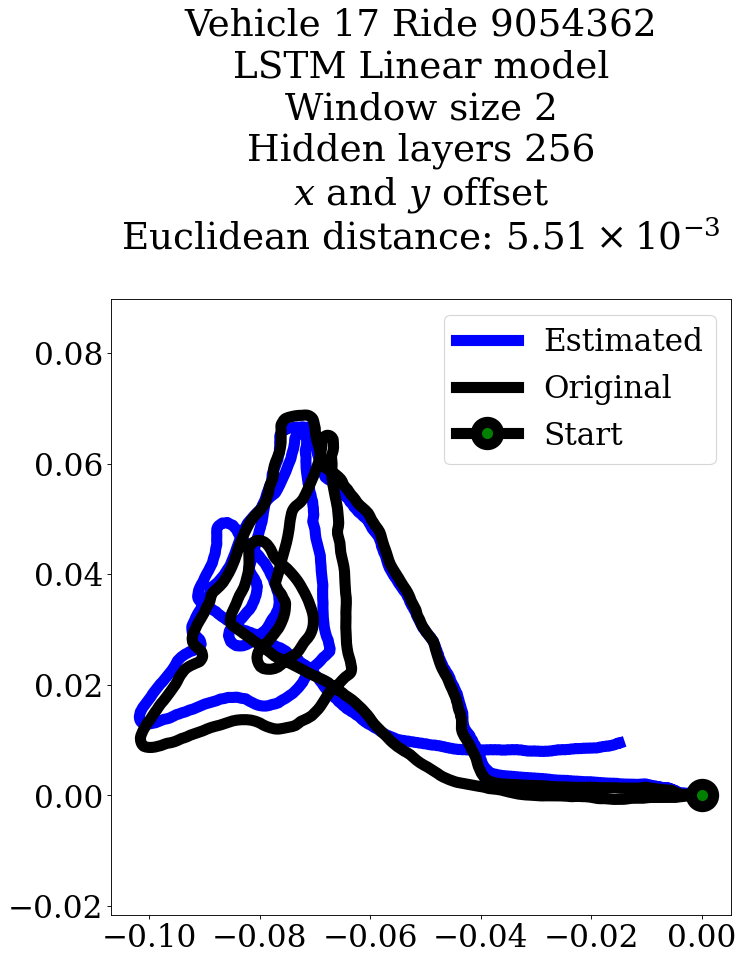 Vehicle 17 Ride 9054362
LSTM Linear model
Window size 2
Hidden layers 256
x and y offset
Euclidean distance: 5.51 × 10⁻³
Estimated
Original
Start
0.08
0.06
0.04
0.02
0.00
−0.02
−0.10 −0.08 −0.06 −0.04 −0.02 0.00